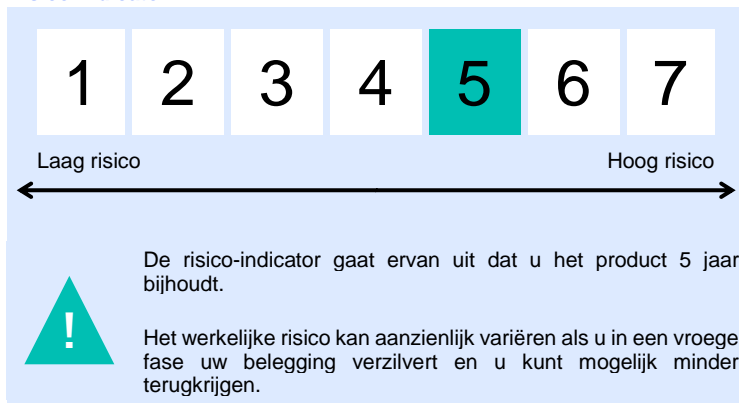 1 2 3 4 5 6 7
Laag risico Hoog risico
De risico-indicator gaat ervan uit dat u het product 5 jaar
bijhoudt.
!
Het werkelijke risico kan aanzienlijk variëren als u in een vroege
fase uw belegging verzilvert en u kunt mogelijk minder
terugkrijgen.